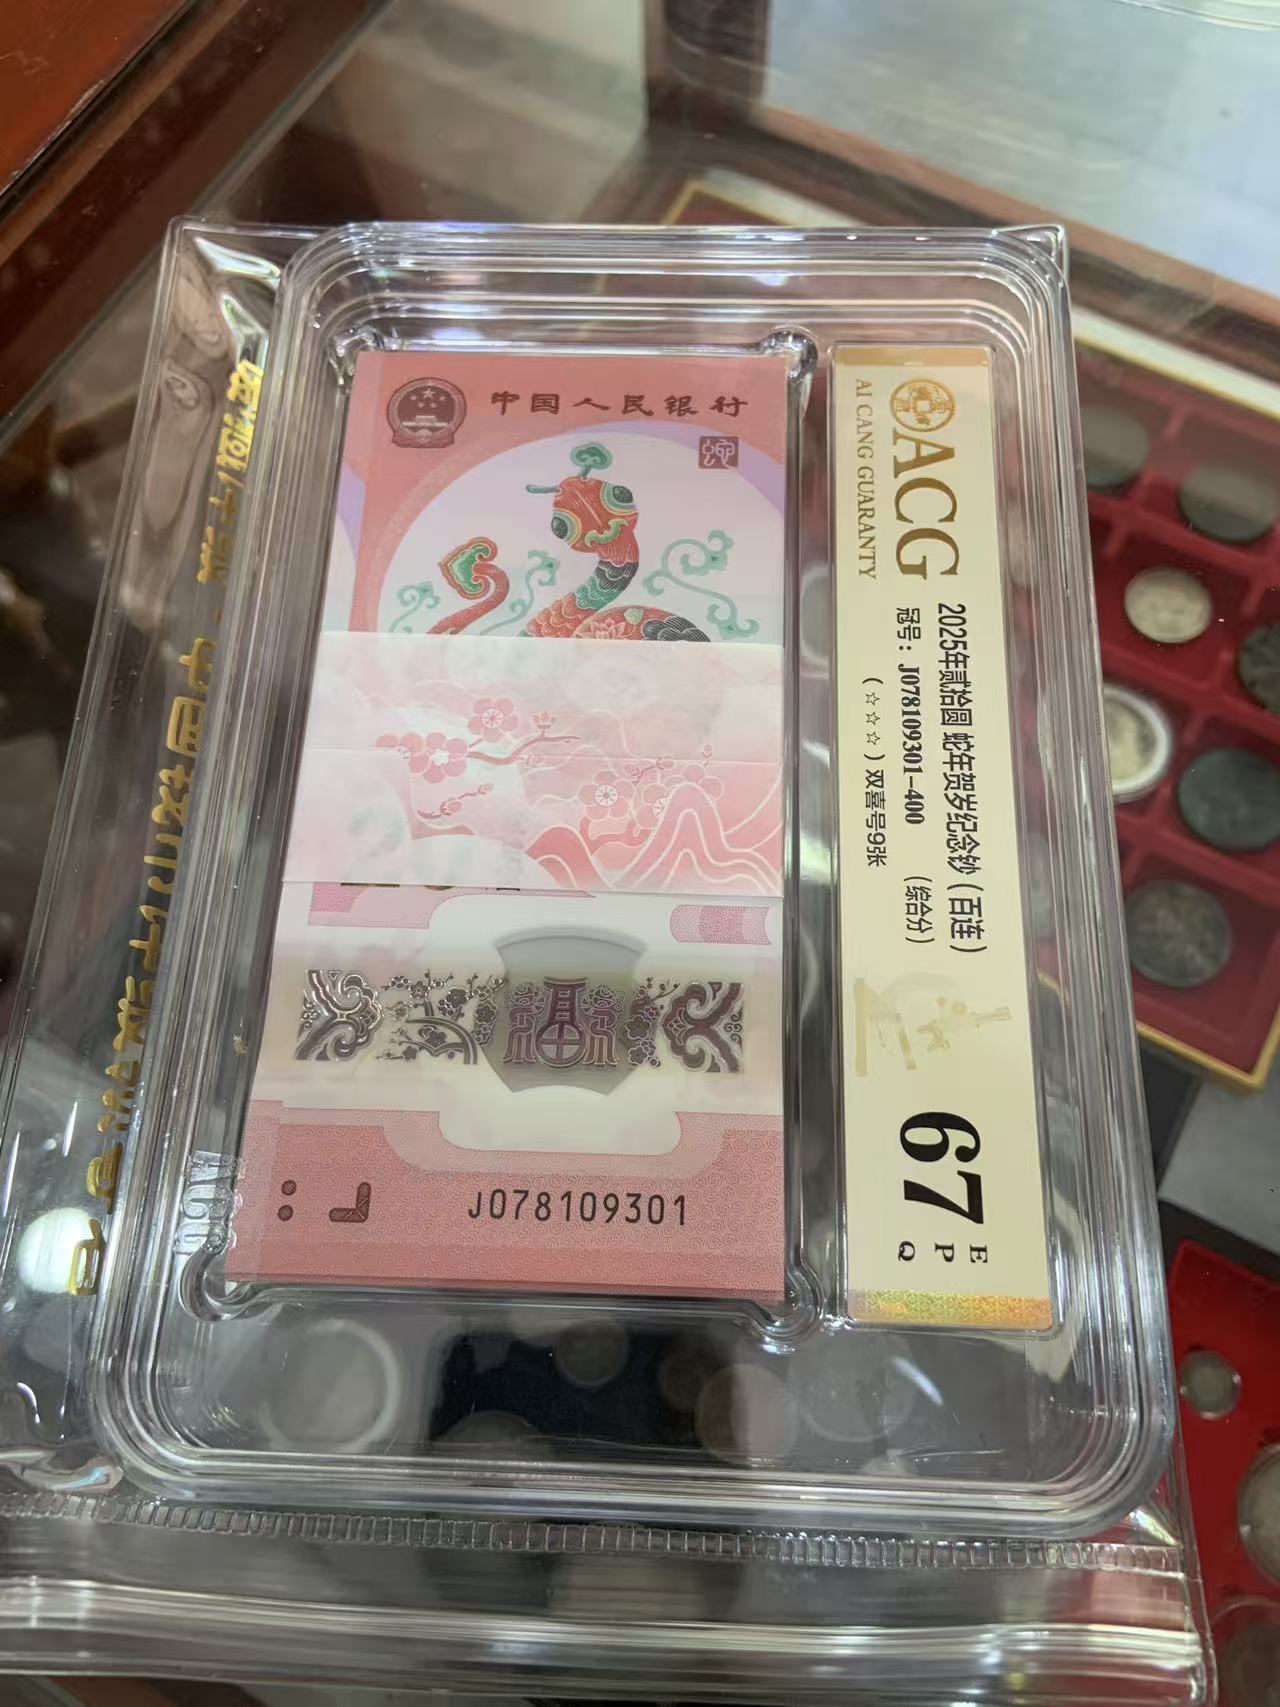 中国人民银行
J078109301
ACG
AI CANG GUARANTY
2025年贰拾圆 蛇年贺岁纪念钞（百连）
冠号：J078109301-400 （综合分）
（☆☆☆）双喜号9张
67
E
P
Q
ACG